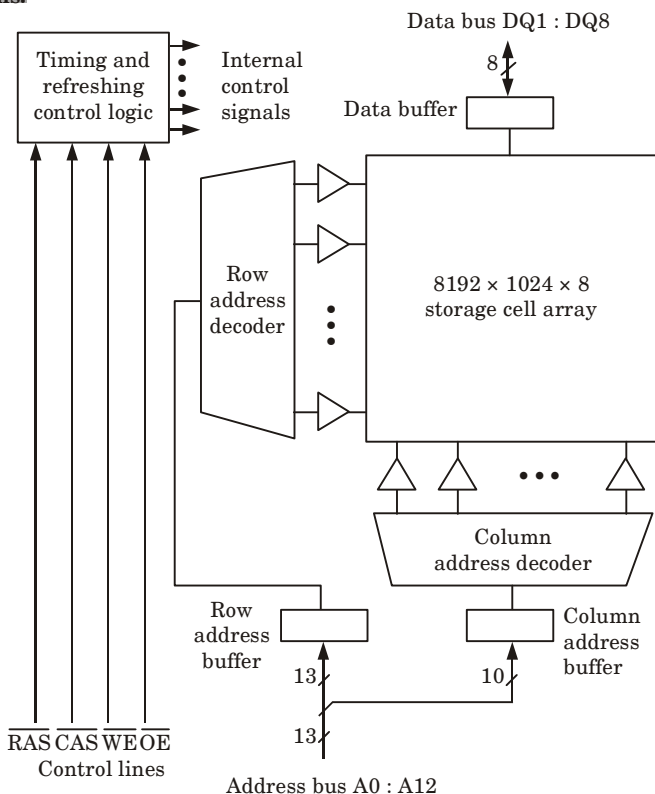 Data bus DQ1 : DQ8
8
Data buffer
Timing and
refreshing
control logic
Internal
control
signals
Row
address
decoder
8192 × 1024 × 8
storage cell array
Column
address decoder
Row
address
buffer
Column
address
buffer
13
10
13
RAS CAS WE OE
Control lines
Address bus A0 : A12